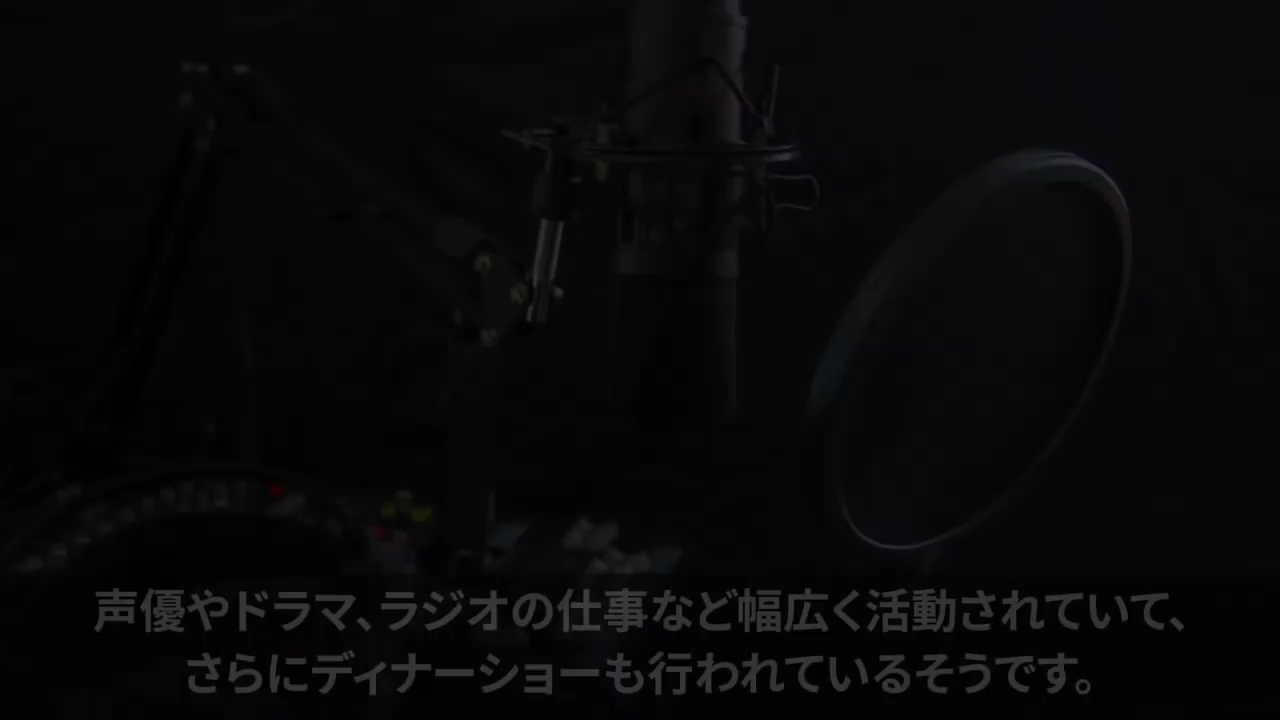 声優やドラマ、ラジオの仕事など幅広く活動されていて、
さらにディナーショーも行われているそうです。